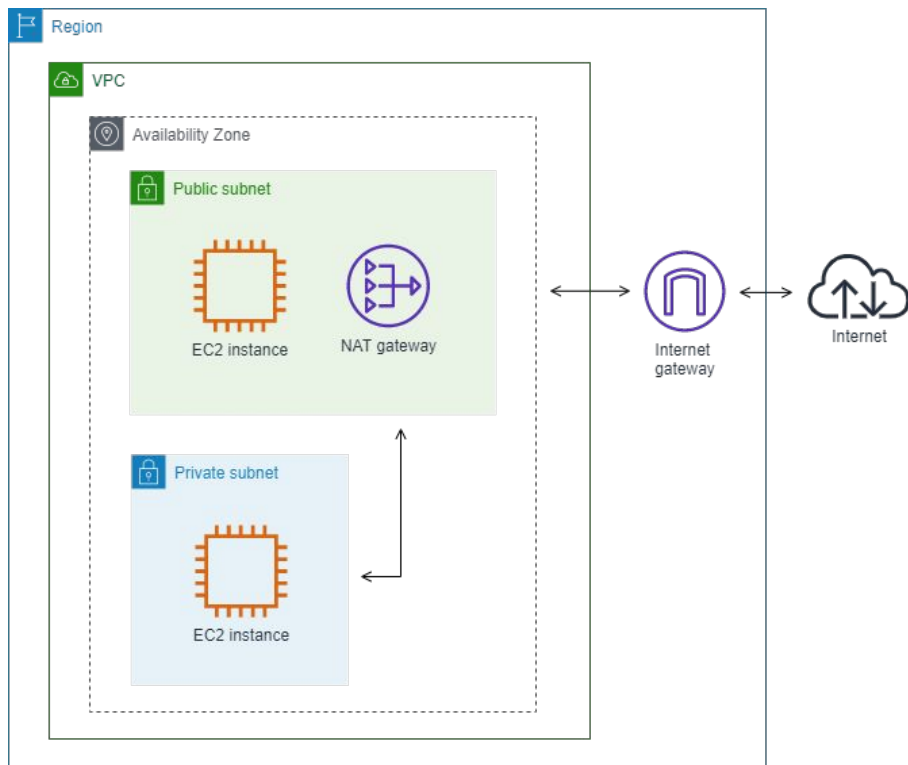 Region
VPC
Availability Zone
Public subnet
EC2 instance
NAT gateway
Internet
gateway
Internet
Private subnet
EC2 instance